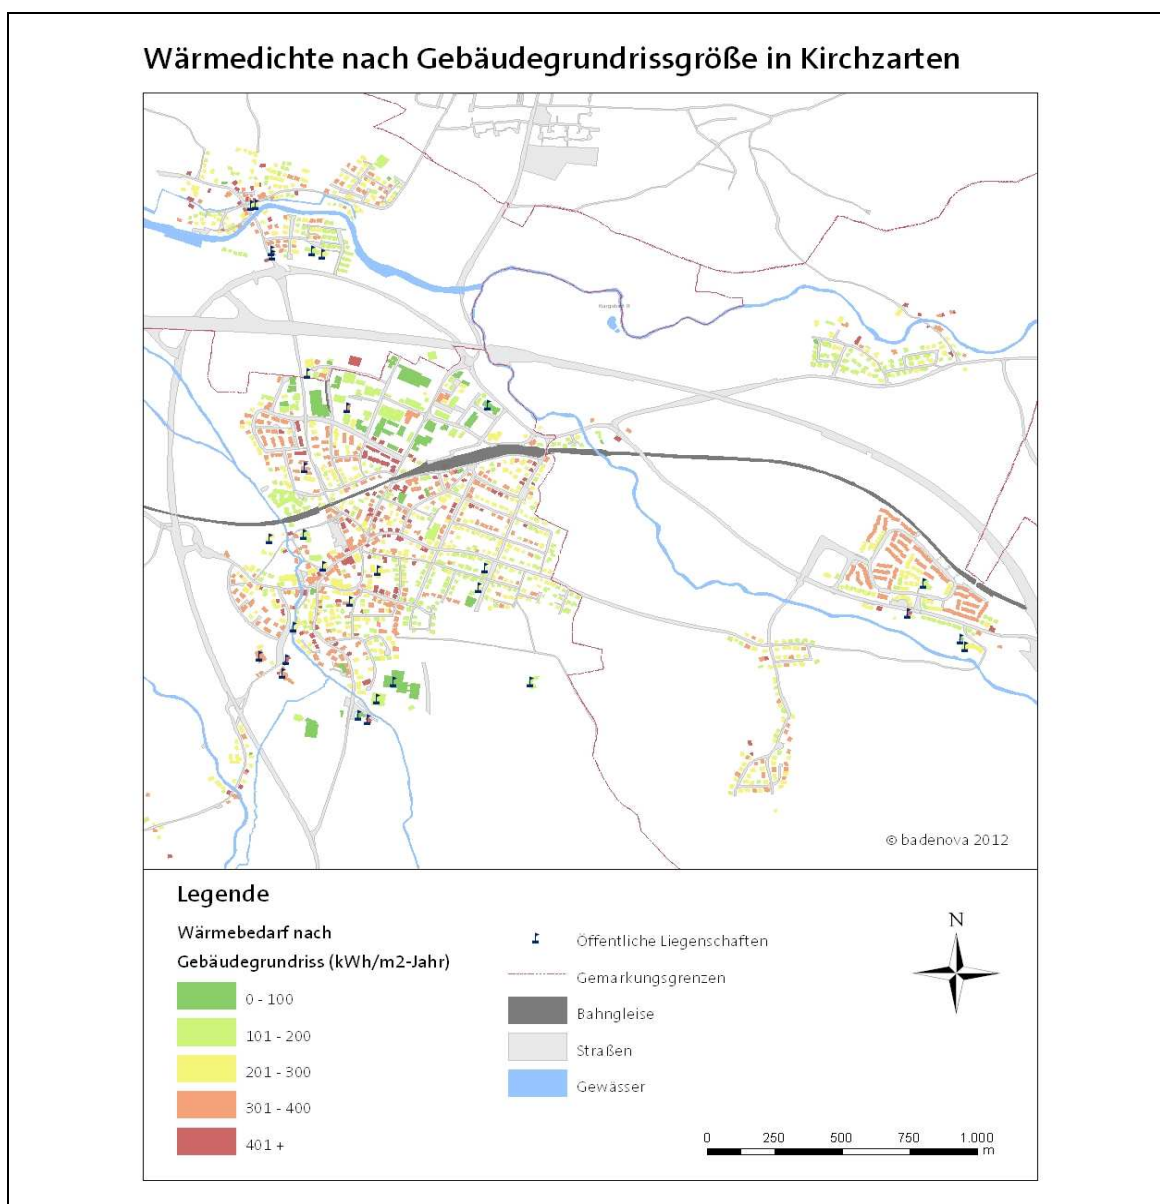 Wärmedichte nach Gebäudegrundrissgröße in Kirchzarten
© badenova 2012
Legende
Wärmebedarf nach
Gebäudegrundriss (kWh/m2-Jahr)
0 - 100
101 - 200
201 - 300
301 - 400
401 +
Öffentliche Liegenschaften
Gemarkungsgrenzen
Bahngleise
Straßen
Gewässer
N
0 250 500 750 1.000
m